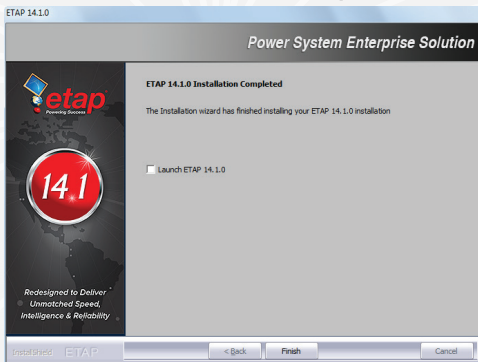 ETAP 14.1.0
Power System Enterprise Solution
etap
Powering Success
ETAP 14.1.0 Installation Completed
The Installation wizard has finished installing your ETAP 14.1.0 installation
Launch ETAP 14.1.0
14.1
Redesigned to Deliver
Unmatched Speed,
Intelligence & Reliability
InstallShield ETAP
< Back Finish Cancel